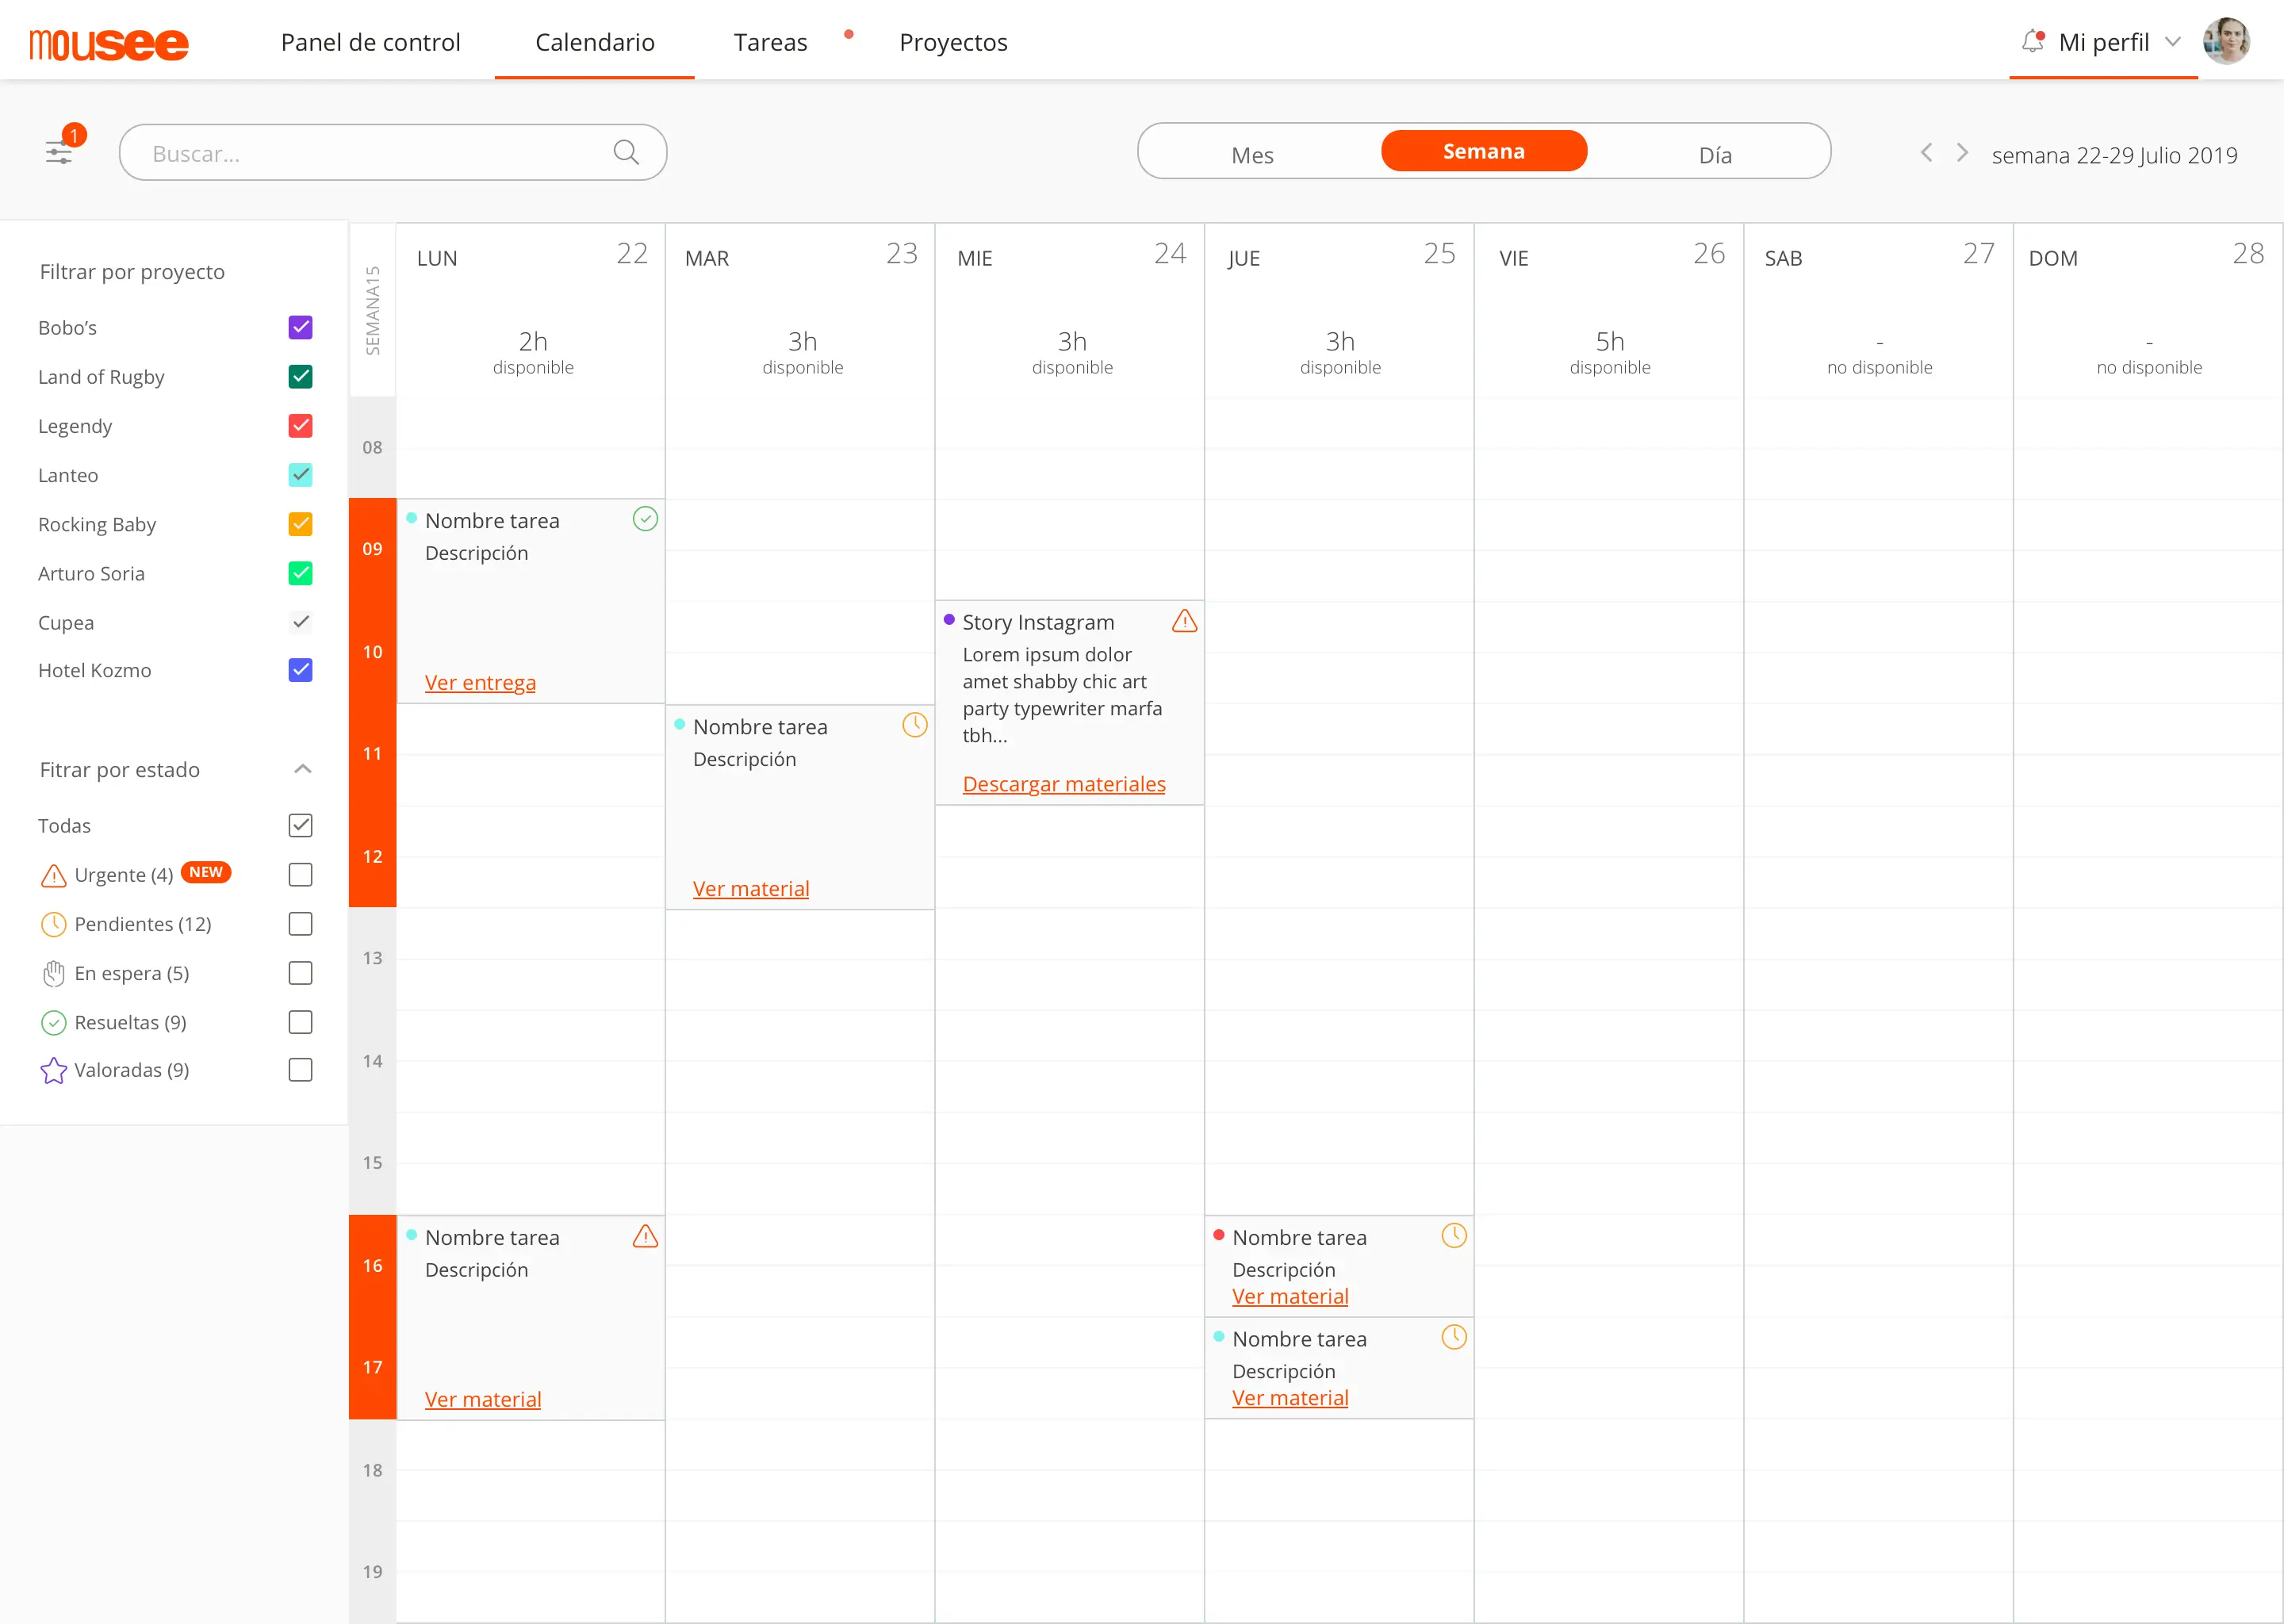 mousee
Panel de control
Calendario
Tareas
Proyectos
Mi perfil
1
Buscar...
Mes
Semana
Día
semana 22-29 Julio 2019
Filtrar por proyecto
Bobo’s
Land of Rugby
Legendy
Lanteo
Rocking Baby
Arturo Soria
Cupea
Hotel Kozmo
Fitrar por estado
Todas
Urgente (4) NEW
Pendientes (12)
En espera (5)
Resueltas (9)
Valoradas (9)
SEMANA15
LUN 22
2h
disponible
MAR 23
3h
disponible
MIE 24
3h
disponible
JUE 25
3h
disponible
VIE 26
5h
disponible
SAB 27
-
no disponible
DOM 28
-
no disponible
08
09
10
11
12
13
14
15
16
17
18
19
Nombre tarea
Descripción
Ver entrega
Nombre tarea
Descripción
Ver material
Nombre tarea
Descripción
Ver material
Story Instagram
Lorem ipsum dolor
amet shabby chic art
party typewriter marfa
tbh...
Descargar materiales
Nombre tarea
Descripción
Ver material
Nombre tarea
Descripción
Ver material